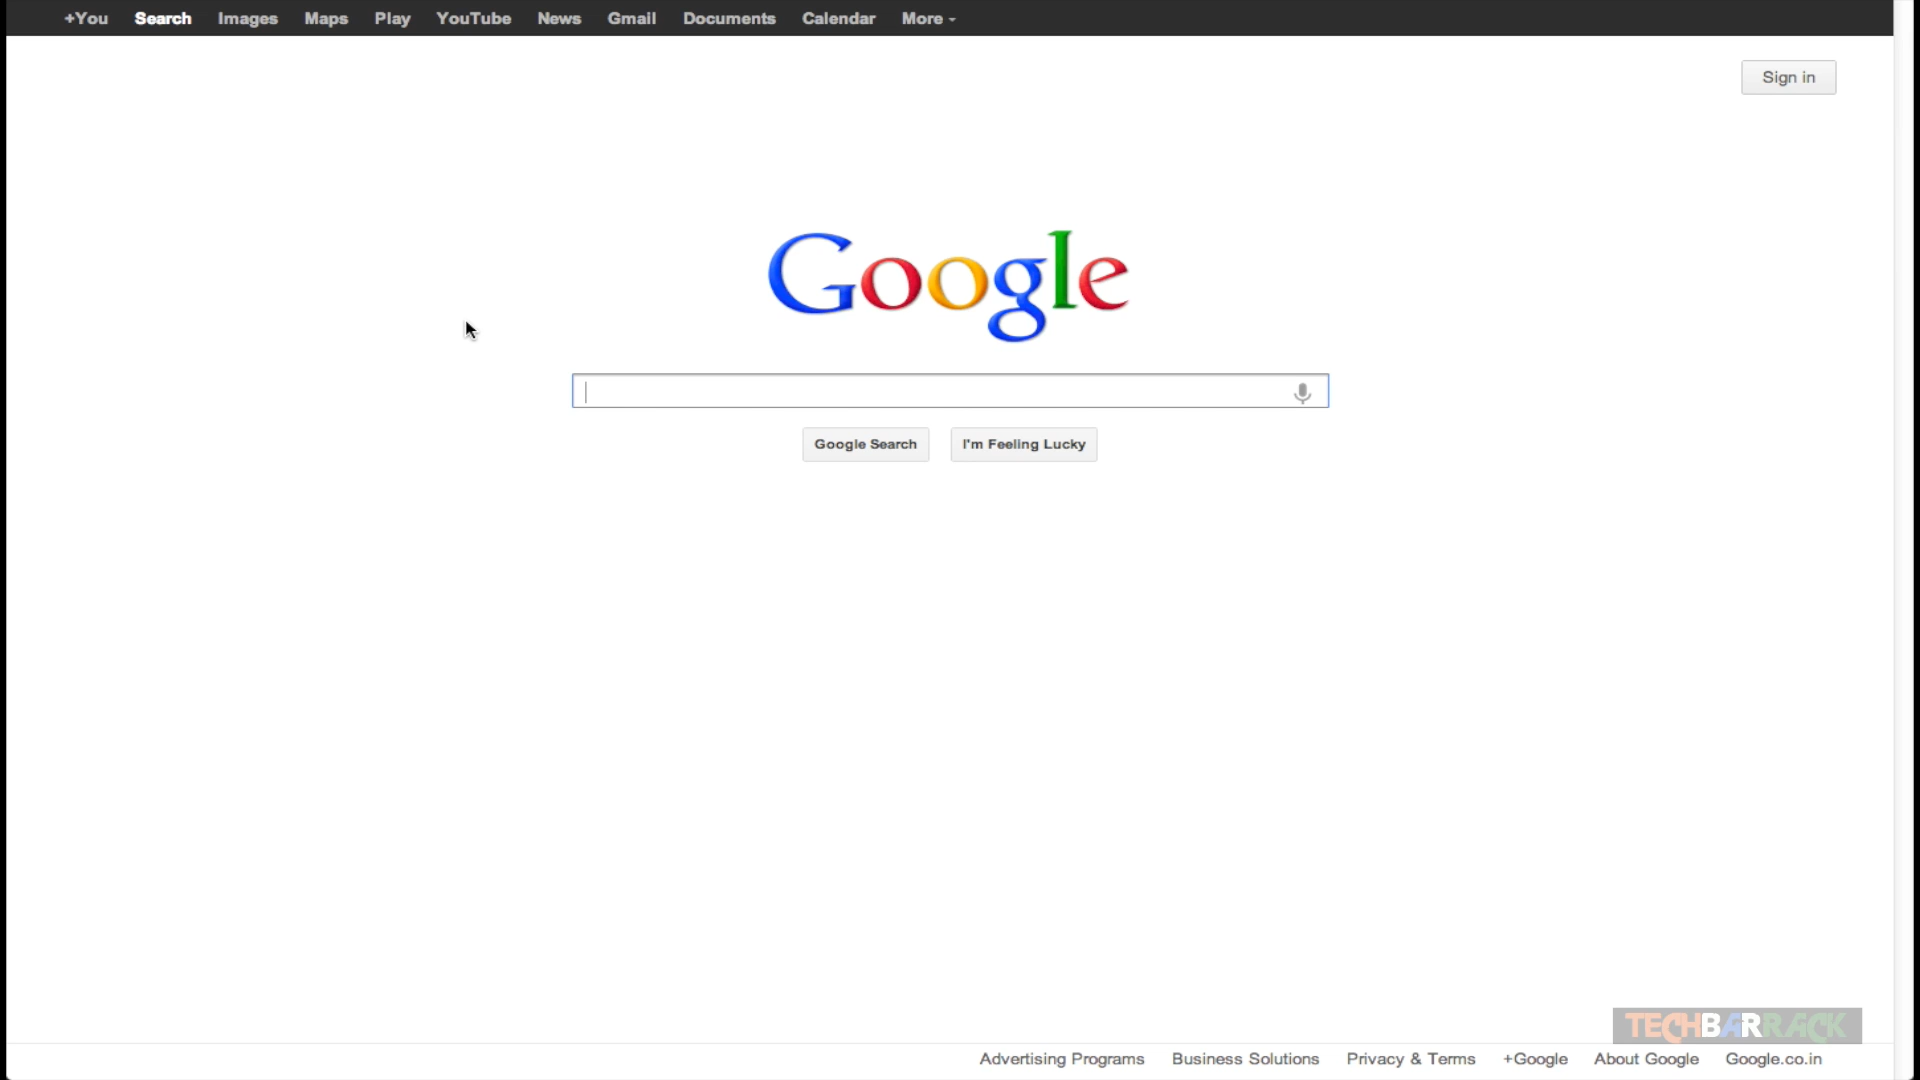 +You Search Images Maps Play YouTube News Gmail Documents Calendar More
Sign in
Google
Google Search I'm Feeling Lucky
TECHBARRACK
Advertising Programs Business Solutions Privacy & Terms +Google About Google Google.co.in